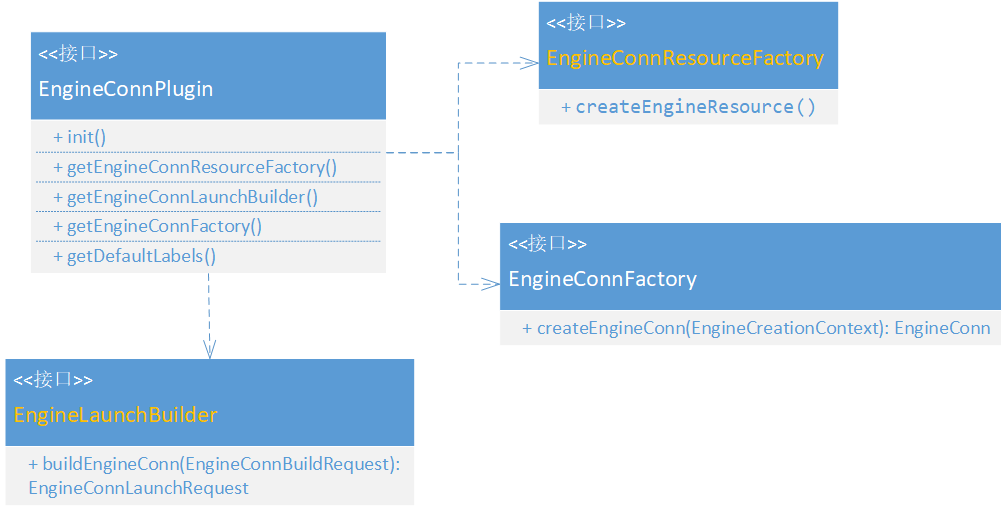 <<接口>>
EngineConnPlugin
+ init()
+ getEngineConnResourceFactory()
+ getEngineConnLaunchBuilder()
+ getEngineConnFactory()
+ getDefaultLabels()
<<接口>>
EngineConnResourceFactory
+ createEngineResource()
<<接口>>
EngineConnFactory
+ createEngineConn(EngineCreationContext): EngineConn
<<接口>>
EngineLaunchBuilder
+ buildEngineConn(EngineConnBuildRequest):
EngineConnLaunchRequest